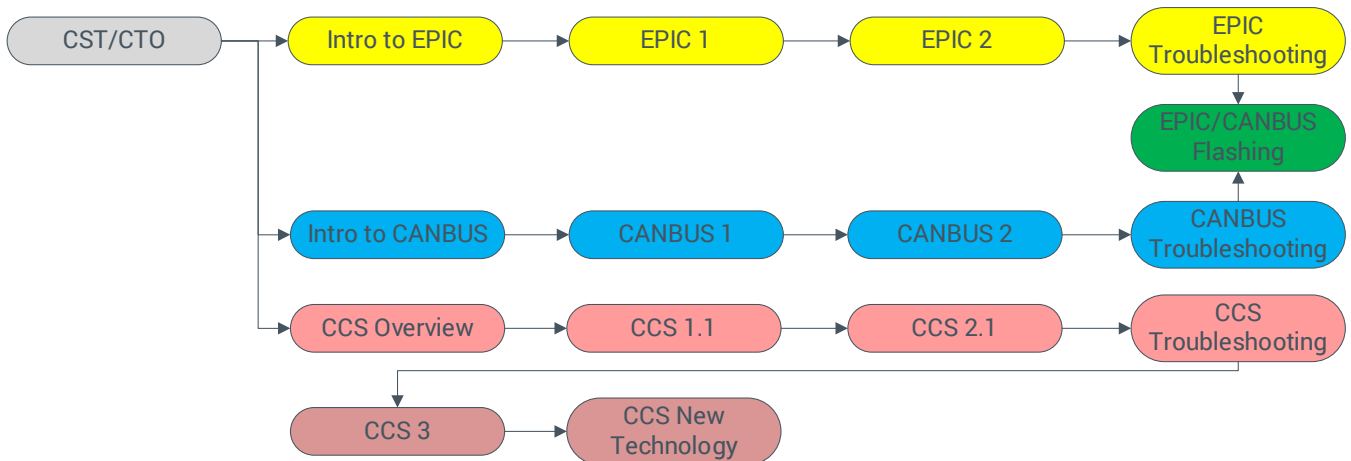 CST/CTO
Intro to EPIC
EPIC 1
EPIC 2
EPIC
Troubleshooting
EPIC/CANBUS
Flashing
Intro to CANBUS
CANBUS 1
CANBUS 2
CANBUS
Troubleshooting
CCS Overview
CCS 1.1
CCS 2.1
CCS
Troubleshooting
CCS 3
CCS New
Technology